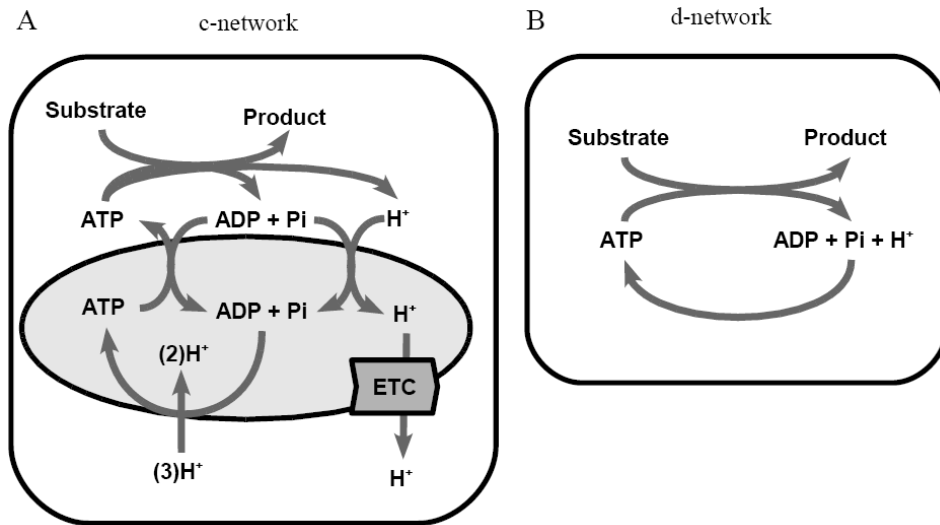 A
c-network
Substrate
Product
ATP
ADP + Pi
H⁺
ATP
ADP + Pi
H⁺
(2)H⁺
ETC
(3)H⁺
H⁺
B
d-network
Substrate
Product
ATP
ADP + Pi + H⁺